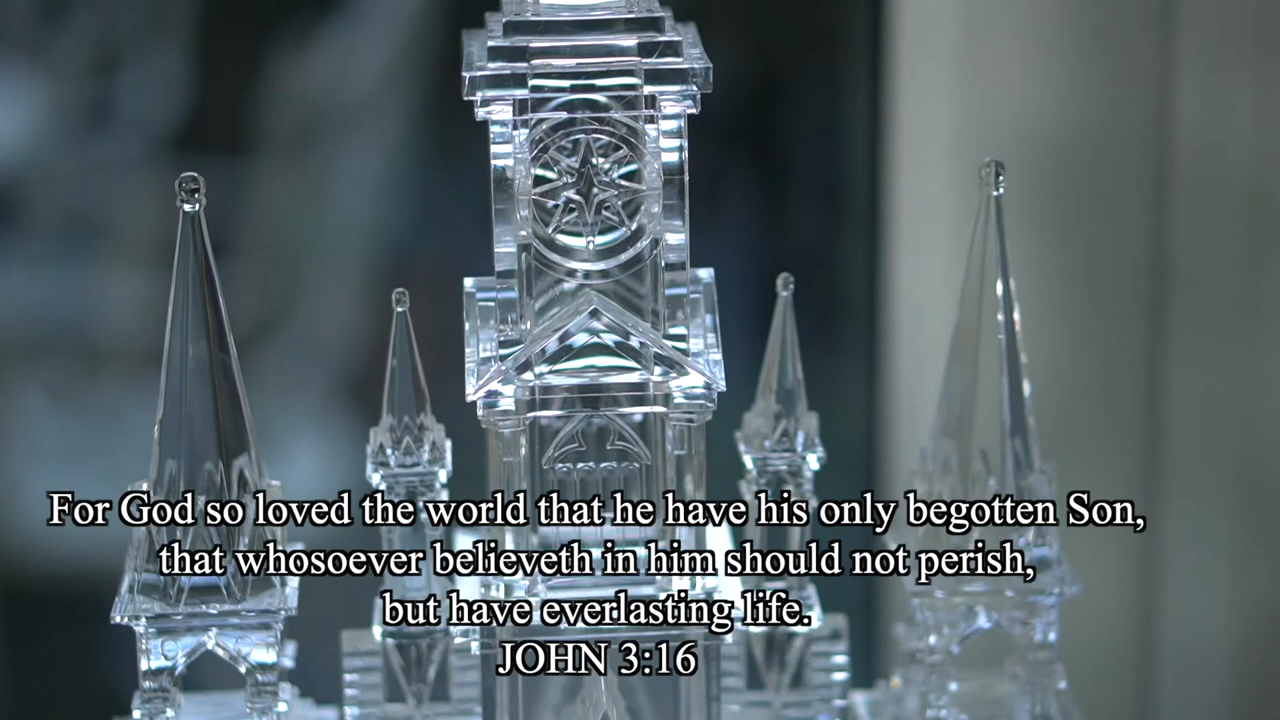 For God so loved the world that he have his only begotten Son,
that whosoever believeth in him should not perish,
but have everlasting life.
JOHN 3:16